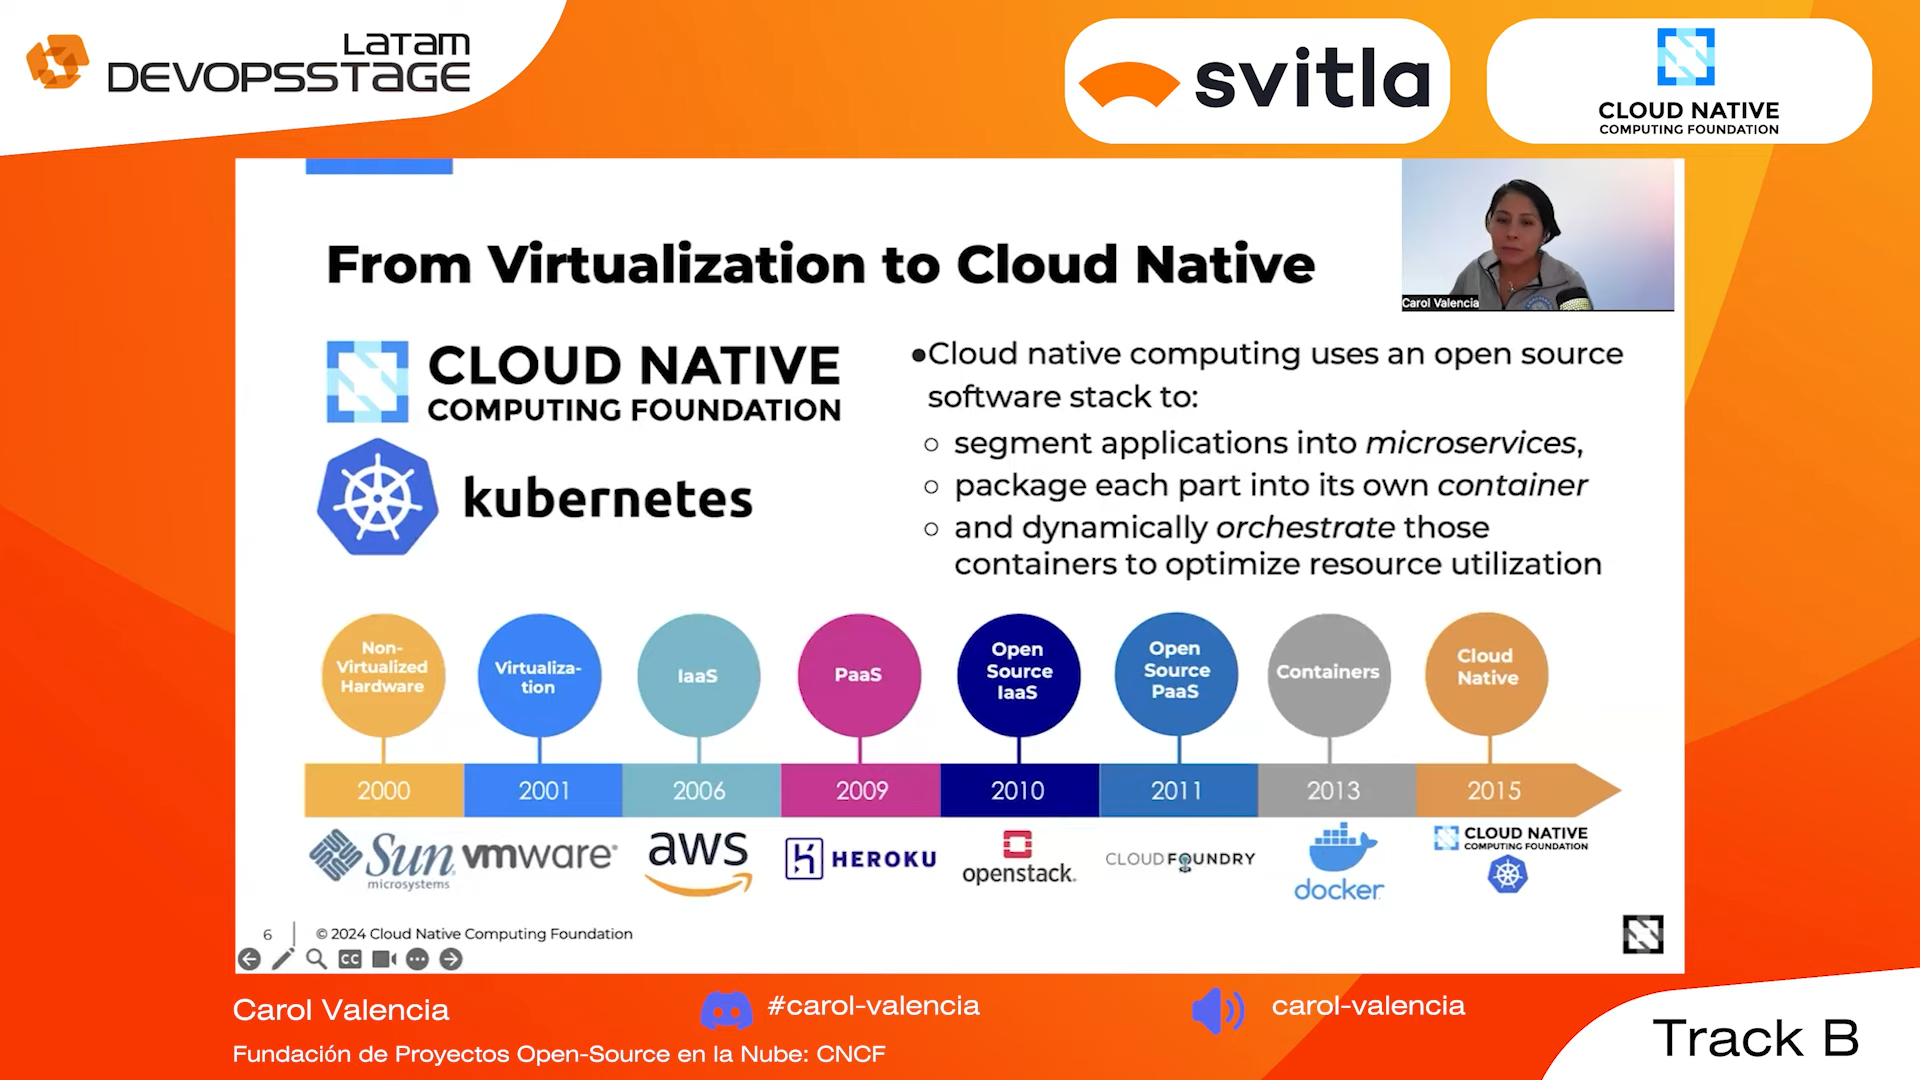 LATAM
DEVOPSSTAGE
svitla
CLOUD NATIVE
COMPUTING FOUNDATION
From Virtualization to Cloud Native
Carol Valencia
CLOUD NATIVE
COMPUTING FOUNDATION
kubernetes
●Cloud native computing uses an open source
software stack to:
○ segment applications into microservices,
○ package each part into its own container
○ and dynamically orchestrate those
containers to optimize resource utilization
Non-
Virtualized
Hardware
Virtualiza-
tion
IaaS
PaaS
Open
Source
IaaS
Open
Source
PaaS
Containers
Cloud
Native
2000 2001 2006 2009 2010 2011 2013 2015
Sun
microsystems
vmware
aws
HEROKU
openstack.
CLOUD FOUNDRY
docker
CLOUD NATIVE
COMPUTING FOUNDATION
6 © 2024 Cloud Native Computing Foundation
CC
Carol Valencia
#carol-valencia
carol-valencia
Fundación de Proyectos Open-Source en la Nube: CNCF
Track B